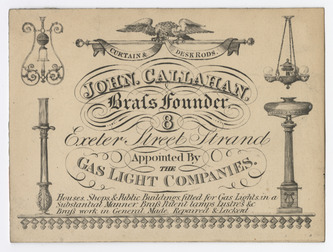 CURTAIN & DESK RODS.
JOHN, CALLAHAN,
Brass Founder.
8
Exeter Street Strand
Appointed By
THE
GAS LIGHT COMPANIES.
Houses, Shops & Public Buildings fitted for Gas Lights, in a
Substantial Manner, Brass, Patent Lamps, Lustres &
Brass work in General Made, Repaired & Lackerd